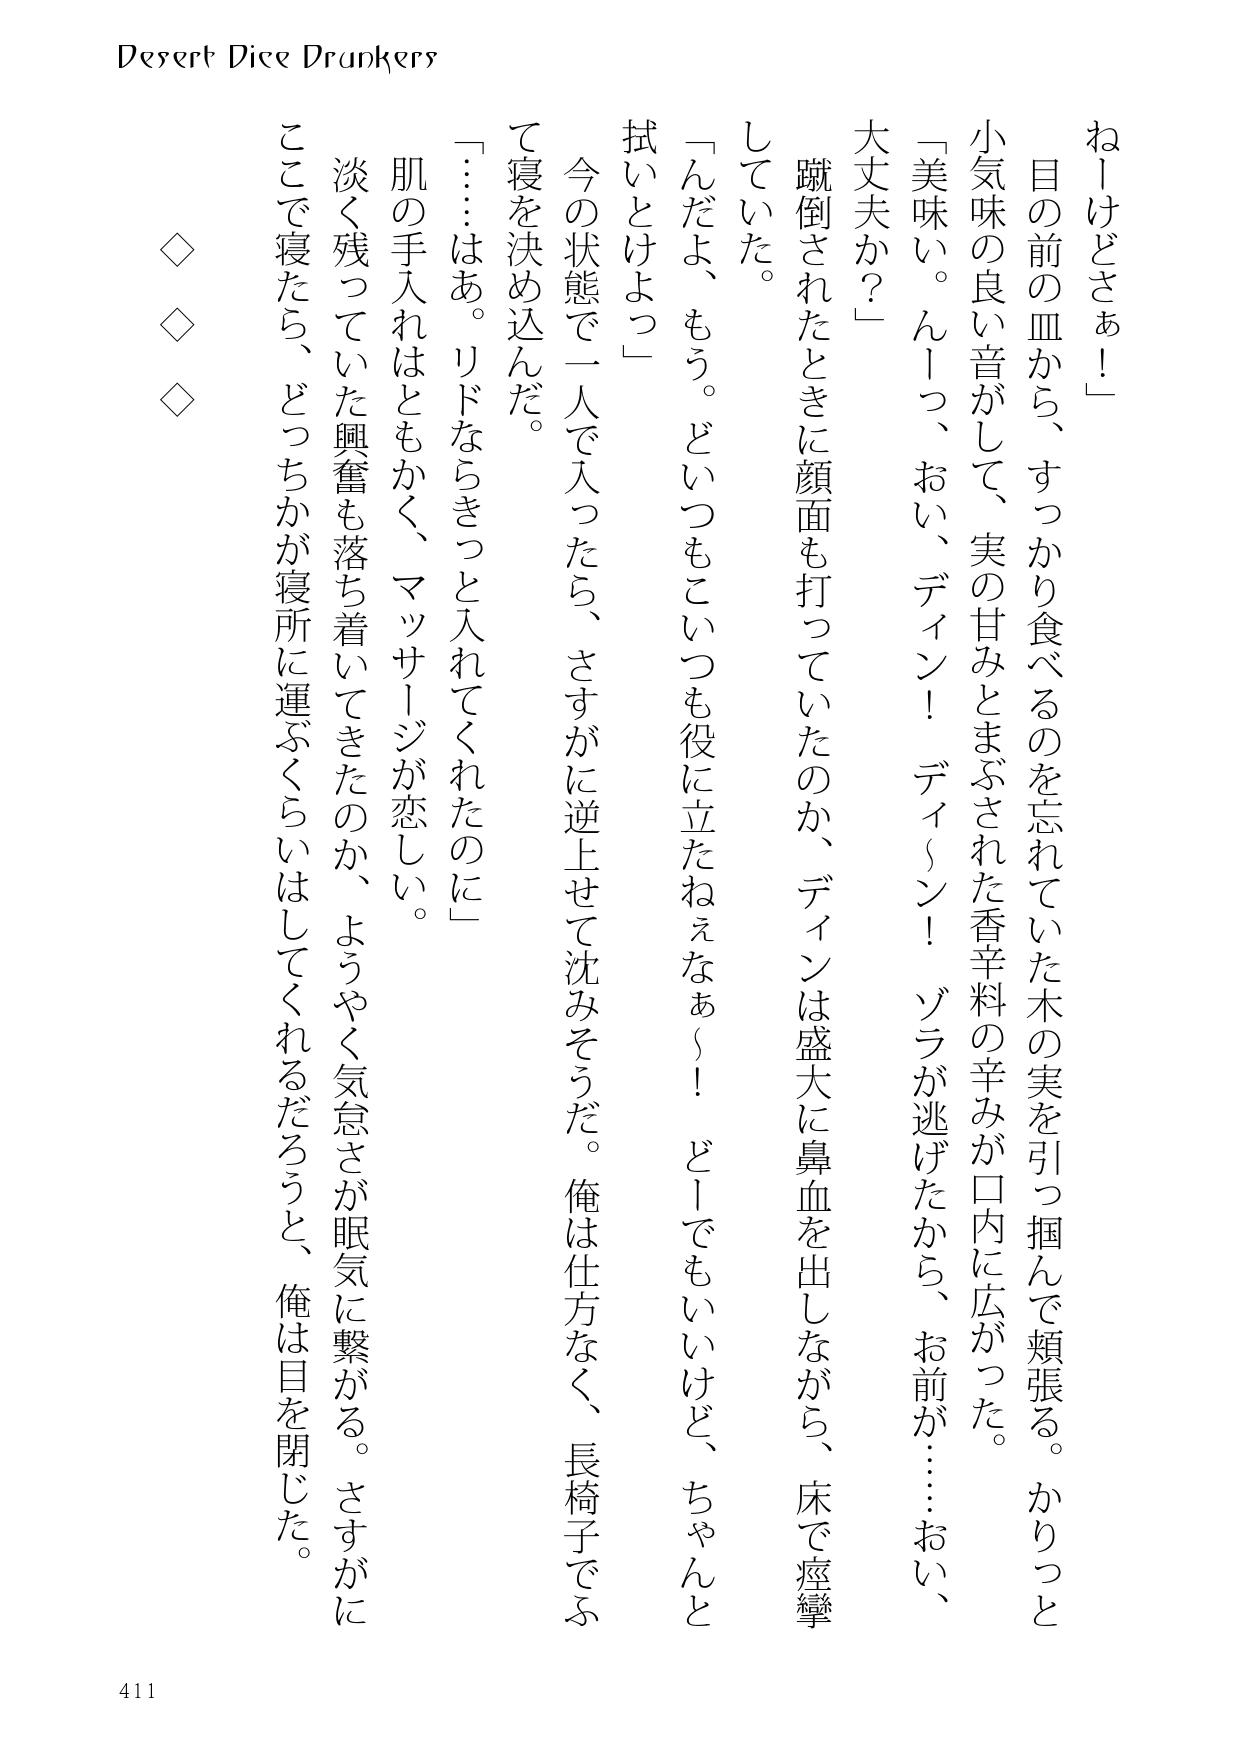 Desert Dice Drunkers
ねーけどさぁ！」
　目の前の皿から、すっかり食べるのを忘れていた木の実を引っ掴んで頬張る。かりっと
小気味の良い音がして、実の甘みとまぶされた香辛料の辛みが口内に広がった。
「美味い。んーっ、おい、ディン！　ディ〜ン！　ゾラが逃げたから、お前が……おい、
大丈夫か？」
　蹴倒されたときに顔面も打っていたのか、ディンは盛大に鼻血を出しながら、床で痙攣
していた。
「んだよ、もう。どいつもこいつも役に立たねぇなぁ〜！　どーでもいいけど、ちゃんと
拭いとけよっ」
　今の状態で一人で入ったら、さすがに逆上せて沈みそうだ。俺は仕方なく、長椅子でふ
て寝を決め込んだ。
「……はあ。リドならきっと入れてくれたのに」
　肌の手入れはともかく、マッサージが恋しい。
　淡く残っていた興奮も落ち着いてきたのか、ようやく気怠さが眠気に繋がる。さすがに
ここで寝たら、どっちかが寝所に運ぶくらいはしてくれるだろうと、俺は目を閉じた。
◇　◇　◇
411